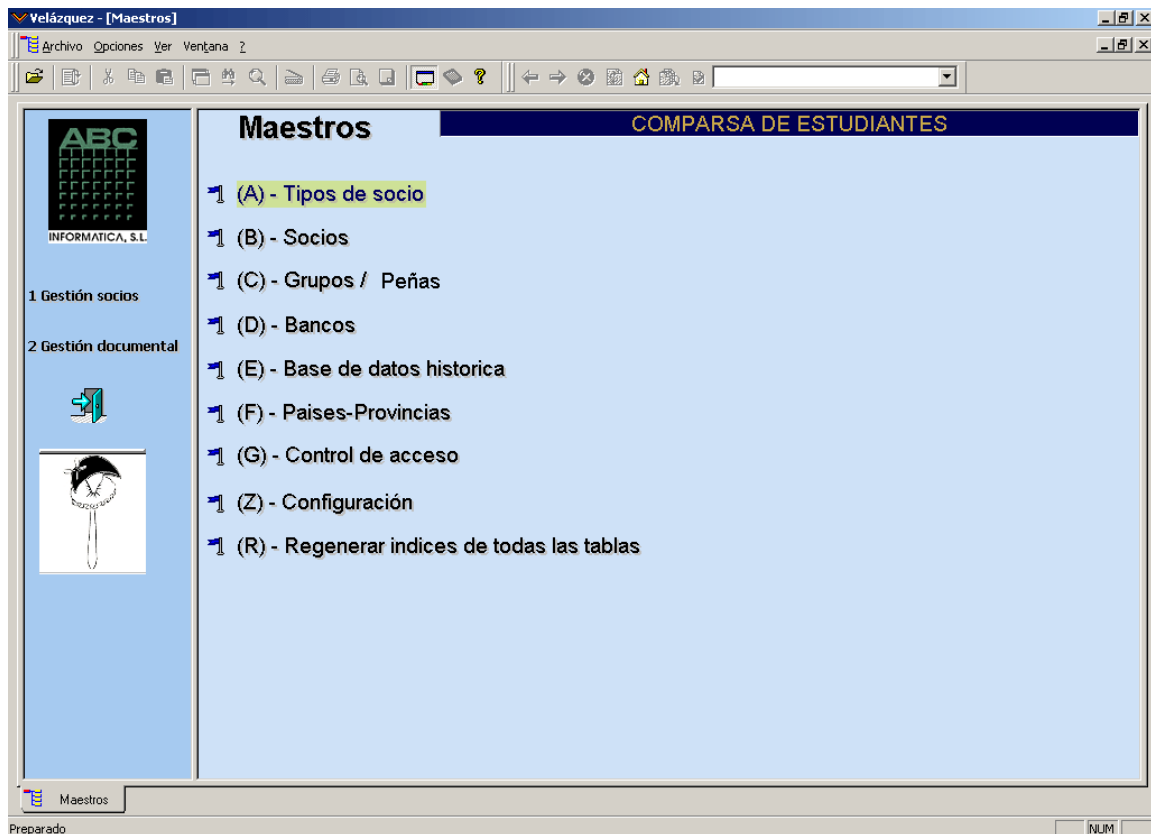 Velázquez - [Maestros]
Archivo Opciones Ver Ventana ?
ABC
INFORMATICA, S.L.
1 Gestión socios
2 Gestión documental
Maestros
COMPARSA DE ESTUDIANTES
(A) - Tipos de socio
(B) - Socios
(C) - Grupos / Peñas
(D) - Bancos
(E) - Base de datos historica
(F) - Paises-Provincias
(G) - Control de acceso
(Z) - Configuración
(R) - Regenerar indices de todas las tablas
Maestros
Preparado
NUM